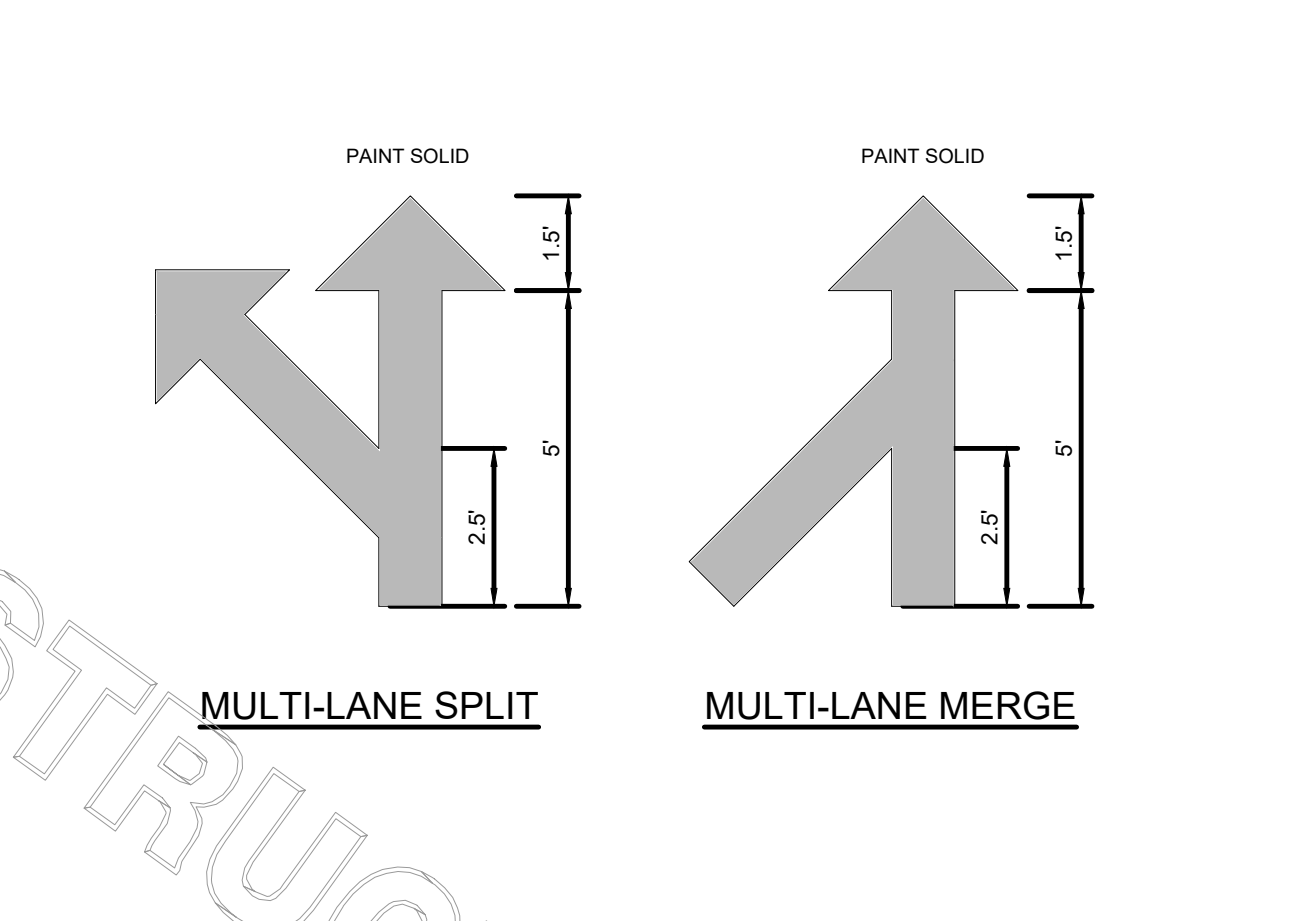 PAINT SOLID
PAINT SOLID
1.5'
1.5'
5'
5'
2.5'
2.5'
MULTI-LANE SPLIT
MULTI-LANE MERGE
STRUC